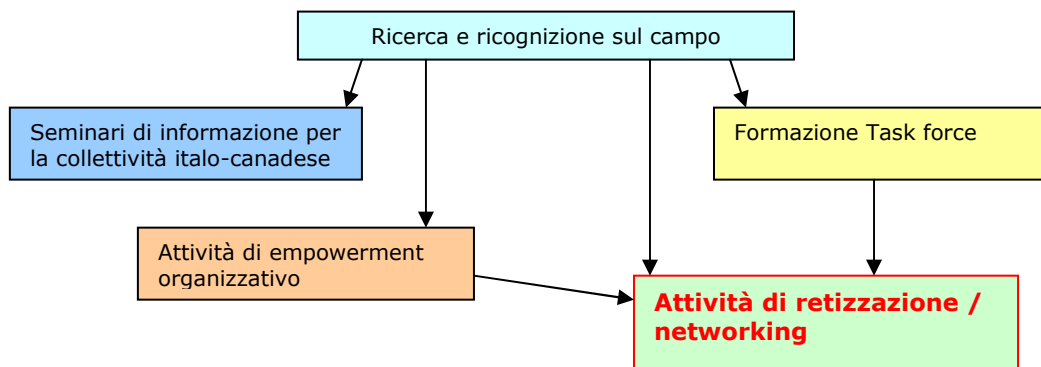 Ricerca e ricognizione sul campo
Seminari di informazione per
la collettività italo-canadese
Formazione Task force
Attività di empowerment
organizzativo
Attività di retizzazione /
networking